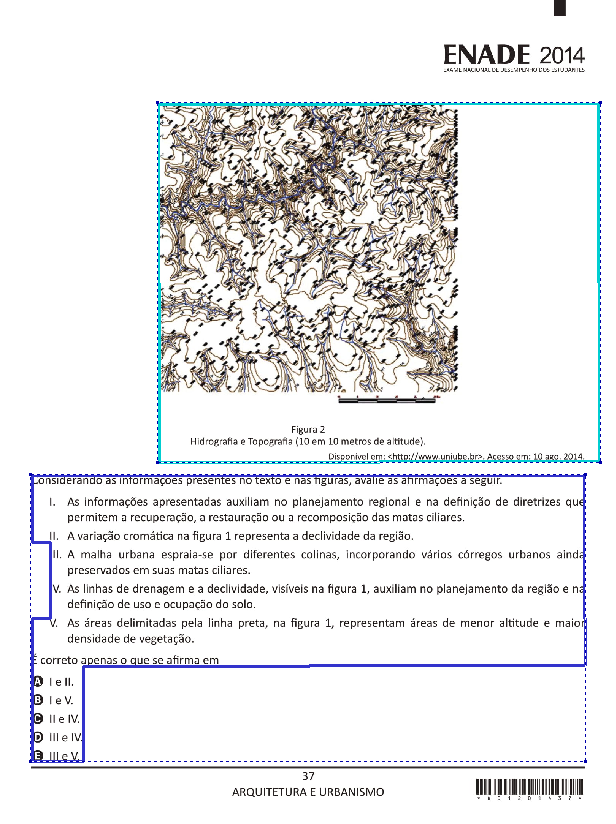 ENADE 2014
EXAME NACIONAL DE DESEMPENHO DOS ESTUDANTES
Figura 2
Hidrografia e Topografia (10 em 10 metros de altitude).
Disponível em: <http://www.uniube.br>. Acesso em: 10 ago. 2014.
Considerando as informações presentes no texto e nas figuras, avalie as afirmações a seguir.
I. As informações apresentadas auxiliam no planejamento regional e na definição de diretrizes que
permitem a recuperação, a restauração ou a recomposição das matas ciliares.
II. A variação cromática na figura 1 representa a declividade da região.
III. A malha urbana espraia-se por diferentes colinas, incorporando vários córregos urbanos ainda
preservados em suas matas ciliares.
IV. As linhas de drenagem e a declividade, visíveis na figura 1, auxiliam no planejamento da região e na
definição de uso e ocupação do solo.
V. As áreas delimitadas pela linha preta, na figura 1, representam áreas de menor altitude e maior
densidade de vegetação.
É correto apenas o que se afirma em
A I e II.
B I e V.
C II e IV.
D III e IV.
E III e V.
37
ARQUITETURA E URBANISMO